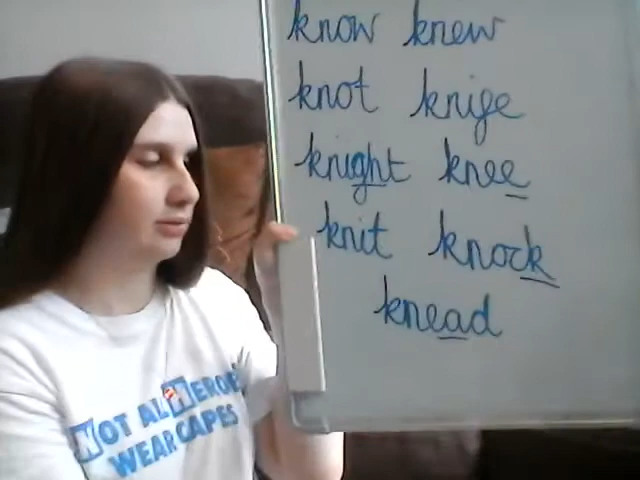 know knew
knot knife
knight knee
knit knock
knead
NOT ALL HEROES
WEAR CAPES